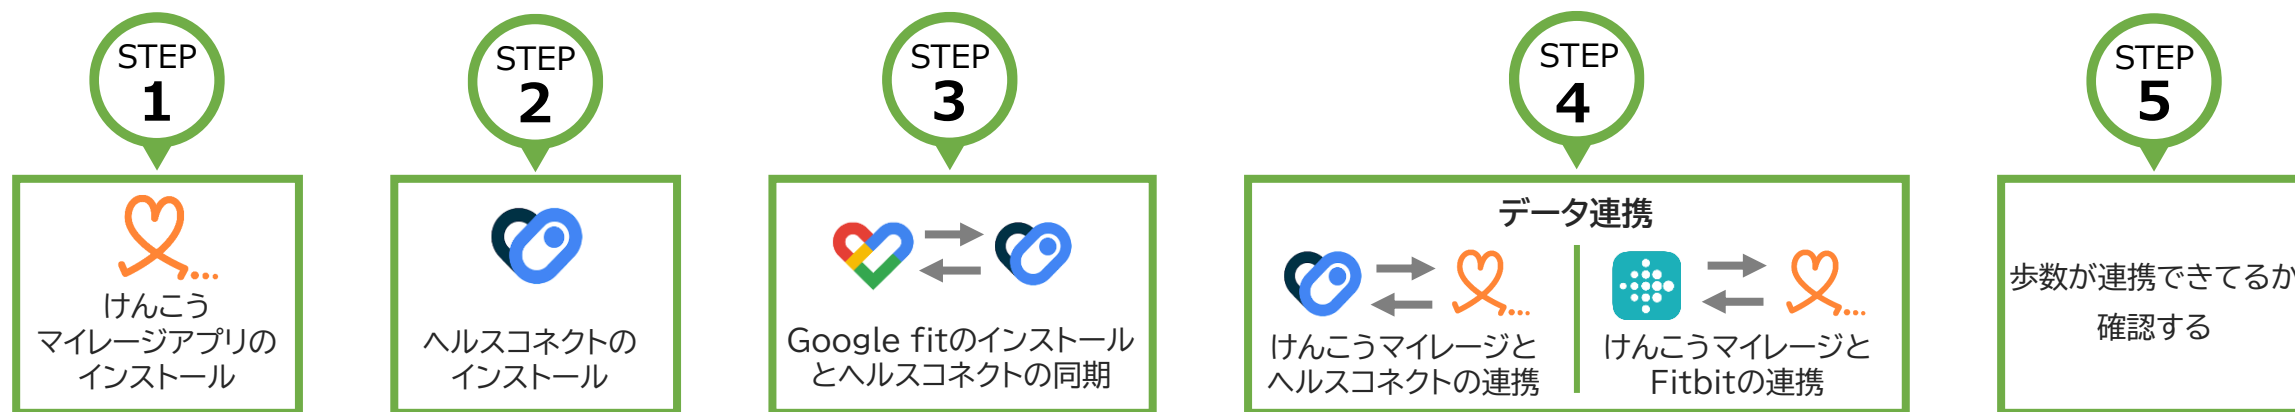 STEP
1
けんこう
マイレージアプリの
インストール
STEP
2
ヘルスコネクトの
インストール
STEP
3
Google fitのインストール
とヘルスコネクトの同期
STEP
4
データ連携
けんこうマイレージと
ヘルスコネクトの連携
けんこうマイレージと
Fitbitの連携
STEP
5
歩数が連携できてるか
確認する